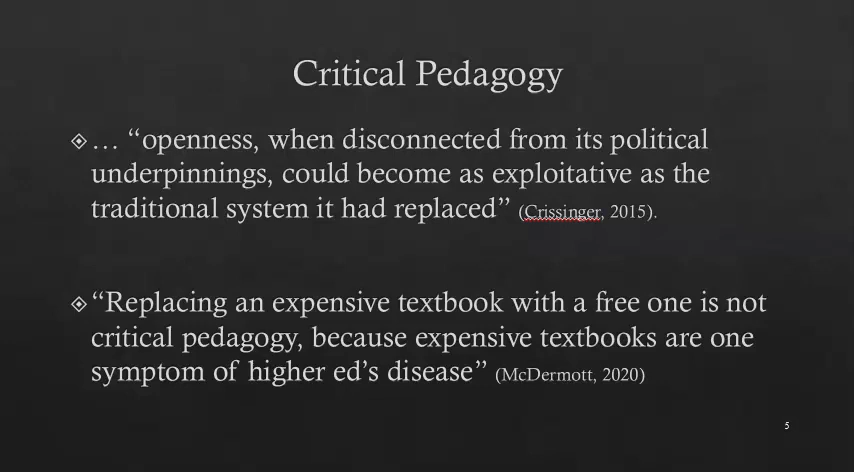 Critical Pedagogy
… “openness, when disconnected from its political
underpinnings, could become as exploitative as the
traditional system it had replaced” (Crissinger, 2015).
“Replacing an expensive textbook with a free one is not
critical pedagogy, because expensive textbooks are one
symptom of higher ed’s disease” (McDermott, 2020)
5